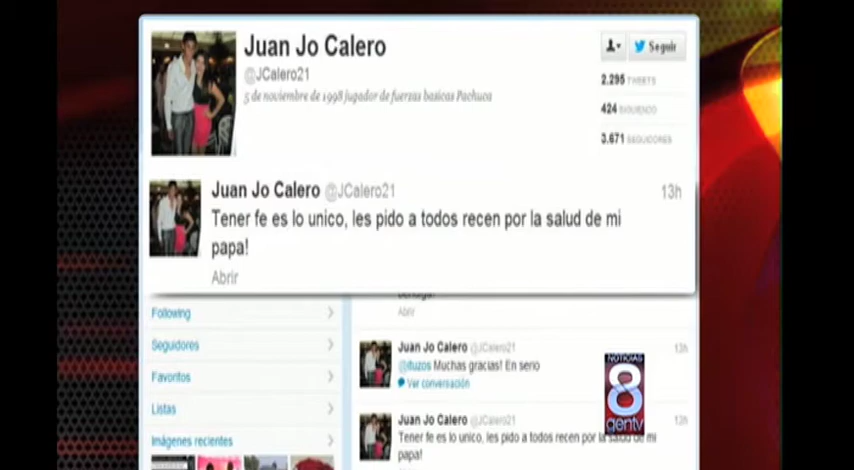 Juan Jo Calero
@JCalero21
5 de noviembre de 1998 jugador de fuerzas basicas Pachuca
Seguir
2.295 TWEETS
424 SIGUIENDO
3.671 SEGUIDORES
Juan Jo Calero @JCalero21 13h
Tener fe es lo unico, les pido a todos recen por la salud de mi
papa!
Abrir
Following
Seguidores
Favoritos
Listas
Imágenes recientes
Abrir
Juan Jo Calero @JCalero21 13h
@ituzos Muchas gracias! En serio
Ver conversación
Juan Jo Calero @JCalero21 13h
Tener fe es lo unico, les pido a todos recen por la salud de mi
papa!
NOTICIAS
8
gentv